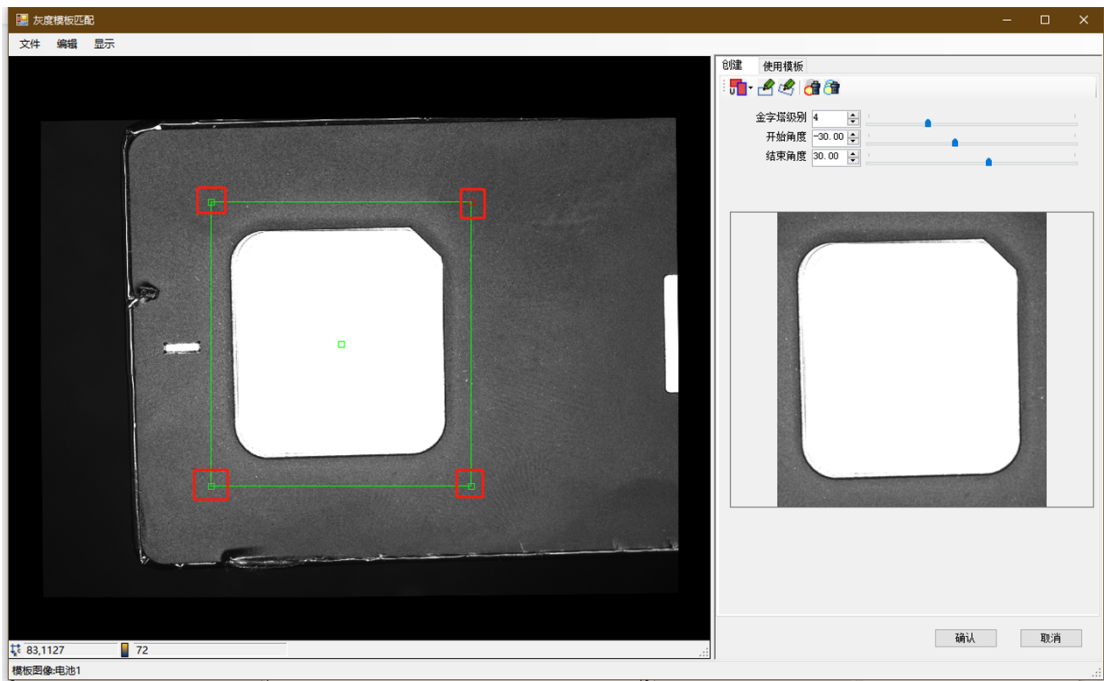 灰度模板匹配
文件 编辑 显示
创建 使用模板
金字塔级别 4
开始角度 -30.00
结束角度 30.00
确认 取消
83,1127 72
模板图像:电池1